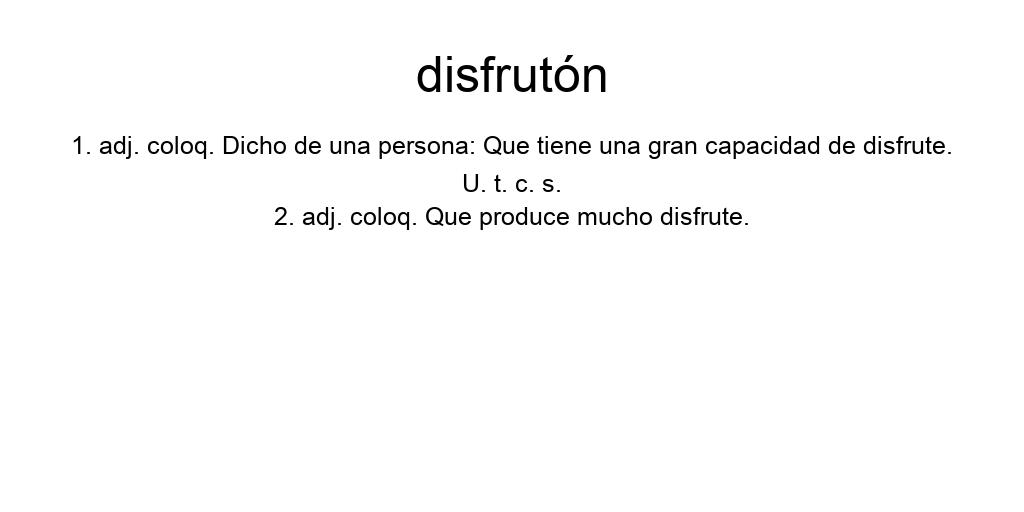 disfrutón
1. adj. coloq. Dicho de una persona: Que tiene una gran capacidad de disfrute.
U. t. c. s.
2. adj. coloq. Que produce mucho disfrute.